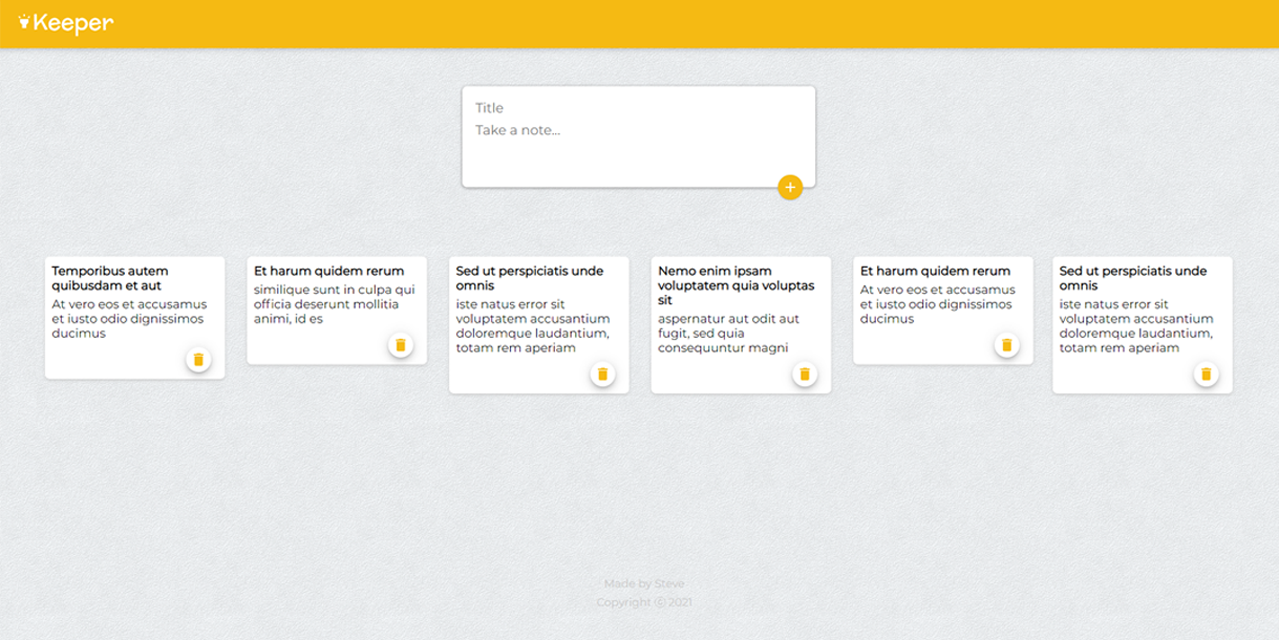 Keeper
Title
Take a note...
Temporibus autem
quibusdam et aut
At vero eos et accusamus
et iusto odio dignissimos
ducimus
Et harum quidem rerum
similique sunt in culpa qui
officia deserunt mollitia
animi, id es
Sed ut perspiciatis unde
omnis
iste natus error sit
voluptatem accusantium
doloremque laudantium,
totam rem aperiam
Nemo enim ipsam
voluptatem quia voluptas
sit
aspernatur aut odit aut
fugit, sed quia
consequuntur magni
Et harum quidem rerum
At vero eos et accusamus
et iusto odio dignissimos
ducimus
Sed ut perspiciatis unde
omnis
iste natus error sit
voluptatem accusantium
doloremque laudantium,
totam rem aperiam
Made by Steve
Copyright ⓒ 2021